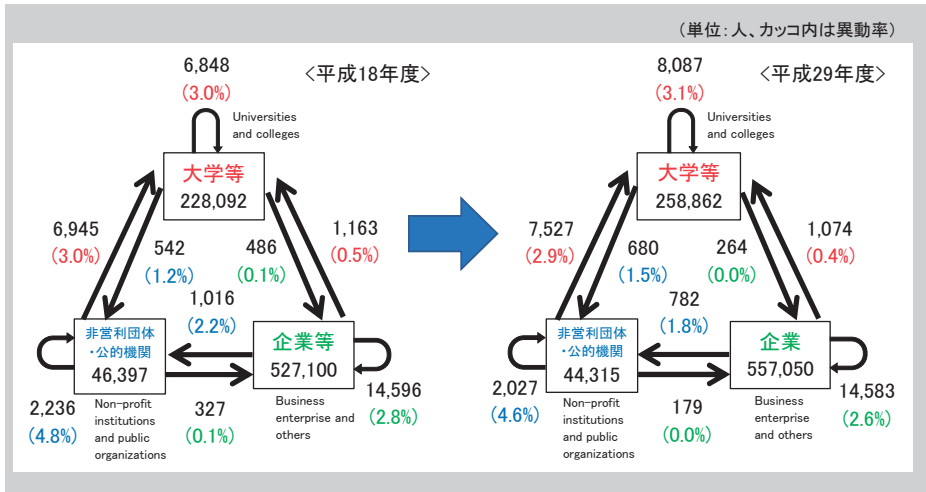 （単位：人、カッコ内は異動率）
<平成18年度>
6,848
(3.0%)
Universities
and colleges
大学等
228,092
6,945
(3.0%)
542
(1.2%)
486
(0.1%)
1,163
(0.5%)
1,016
(2.2%)
非営利団体
・公的機関
46,397
企業等
527,100
2,236
(4.8%)
Non-profit
institutions
and public
organizations
327
(0.1%)
Business
enterprise and
others
14,596
(2.8%)
<平成29年度>
8,087
(3.1%)
Universities
and colleges
大学等
258,862
7,527
(2.9%)
680
(1.5%)
264
(0.0%)
1,074
(0.4%)
782
(1.8%)
非営利団体
・公的機関
44,315
企業
557,050
2,027
(4.6%)
Non-profit
institutions
and public
organizations
179
(0.0%)
Business
enterprise
and others
14,583
(2.6%)